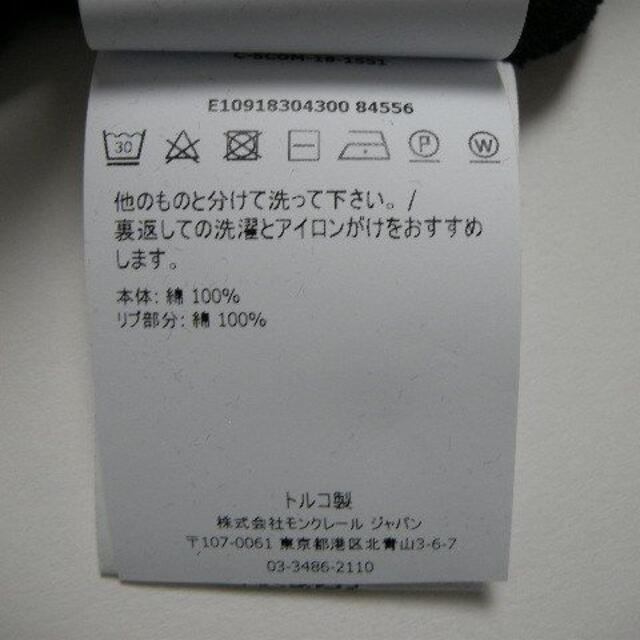 C-SCOM-18-1551
E10918304300 84556
30 P W
他のものと分けて洗って下さい。/
裏返しての洗濯とアイロンがけをおすすめ
します。
本体: 綿 100%
リブ部分: 綿 100%
トルコ製
株式会社モンクレール ジャパン
〒107-0061 東京都港区北青山3-6-7
03-3486-2110